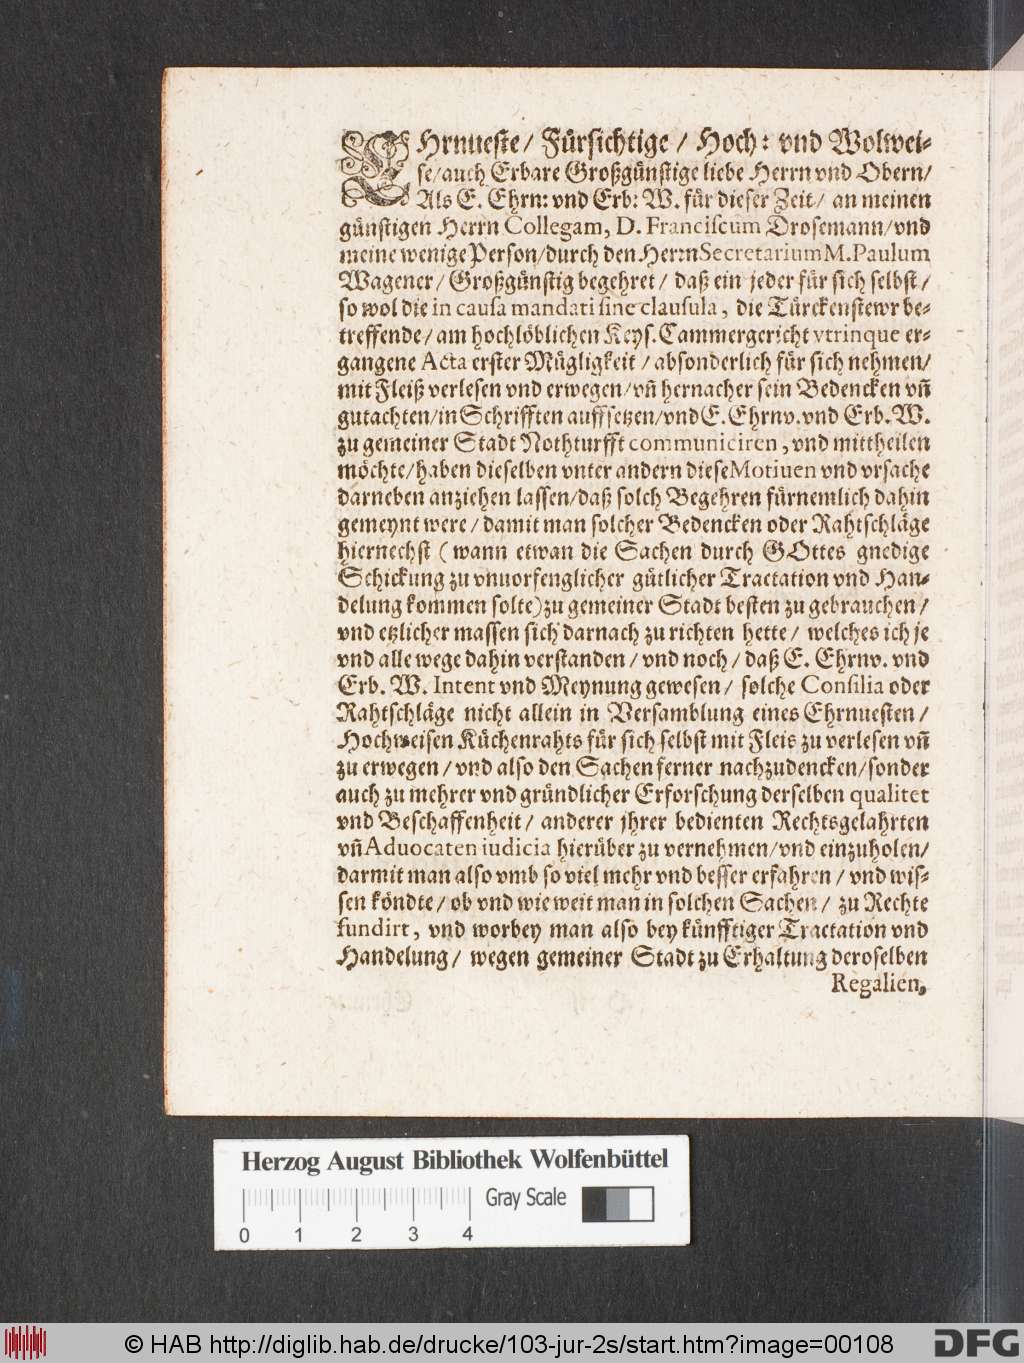 EHrnueste/ Fürsichtige/ Hoch: vnd Wolwei-
se/auch Erbare Großgünstige liebe Herrn vnd Obern/
Als E. Ehrn: vnd Erb: W. für dieser Zeit/ an meinen
günstigen Herrn Collegam, D. Franciſcum Drosemann/vnd
meine wenige Person/durch den Herrn Secretarium M. Paulum
Wagener/ Großgünstig begehret/ daß ein jeder für sich selbst/
so wol die in cauſa mandati ſine clauſula, die Türckenstewr be-
treffende/ am hochlöblichen Keys. Cammergericht vtrinque er-
gangene Acta erster Mügligkeit/ absonderlich für sich nehmen/
mit Fleiß verlesen vnd erwegen/vñ hernacher sein Bedencken vñ
gutachten/in Schrifften auffsetzen/vnd E. Ehrnv. vnd Erb. W.
zu gemeiner Stadt Nothturfft communiciren, vnd mittheilen
möchte/haben dieselben vnter andern diese Motiuen vnd vrsache
darneben anziehen lassen/daß solch Begehren fürnemlich dahin
gemeynt were/ damit man solcher Bedencken oder Rahtschläge
hiernechst (wann etwan die Sachen durch GOttes gnedige
Schickung zu vnuorfenglicher gütlicher Tractation vnd Han-
delung kommen solte) zu gemeiner Stadt besten zu gebrauchen/
vnd etzlicher massen sich darnach zu richten hette/ welches ich je
vnd alle wege dahin verstanden/ vnd noch/ daß E. Ehrnv. vnd
Erb. W. Intent vnd Meynung gewesen/ solche Conſilia oder
Rahtschläge nicht allein in Versamblung eines Ehrnuesten/
Hochweisen Küchenrahts für sich selbst mit Fleis zu verlesen vñ
zu erwegen/ vnd also den Sachen ferner nachzudencken/sonder
auch zu mehrer vnd gründlicher Erforschung derselben qualitet
vnd Beschaffenheit/ anderer jhrer bedienten Rechtsgelahrten
vñ Aduocaten iudicia hierüber zu vernehmen/vnd einzuholen/
darmit man also vmb so viel mehr vnd besser erfahren/ vnd wis-
sen köndte/ ob vnd wie weit man in solchen Sachen/ zu Rechte
fundirt, vnd worbey man also bey künfftiger Tractation vnd
Handelung/ wegen gemeiner Stadt zu Erhaltung deroselben
Regalien,
Herzog August Bibliothek Wolfenbüttel
Gray Scale
0 1 2 3 4
© HAB http://diglib.hab.de/drucke/103-jur-2s/start.htm?image=00108
DFG